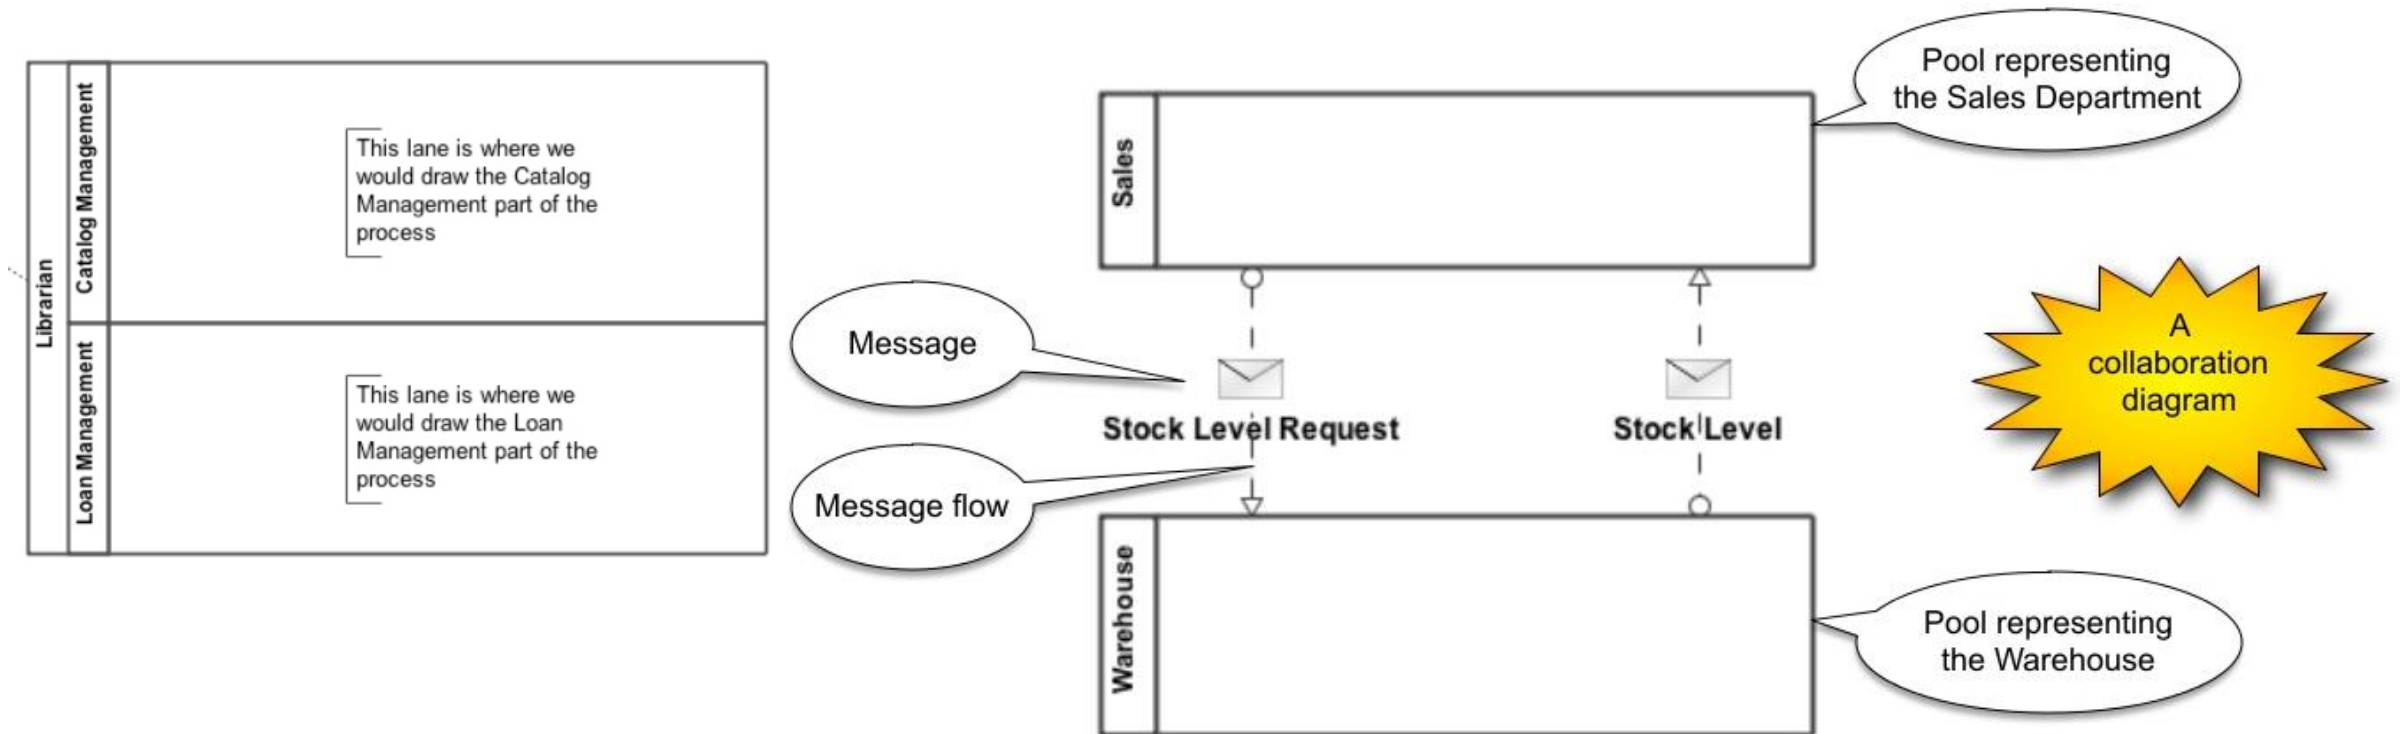 Librarian
Catalog Management
This lane is where we
would draw the Catalog
Management part of the
process
Loan Management
This lane is where we
would draw the Loan
Management part of the
process
Pool representing
the Sales Department
Sales
Message
Stock Level Request
Stock Level
Message flow
A
collaboration
diagram
Warehouse
Pool representing
the Warehouse